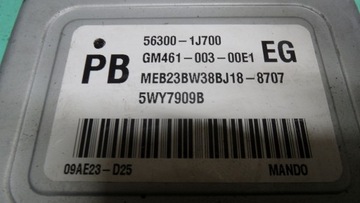 56300-1J700
PB GM461-003-00E1 EG
MEB23BW38BJ18-8707
5WY7909B
09AE23-D25 MANDO